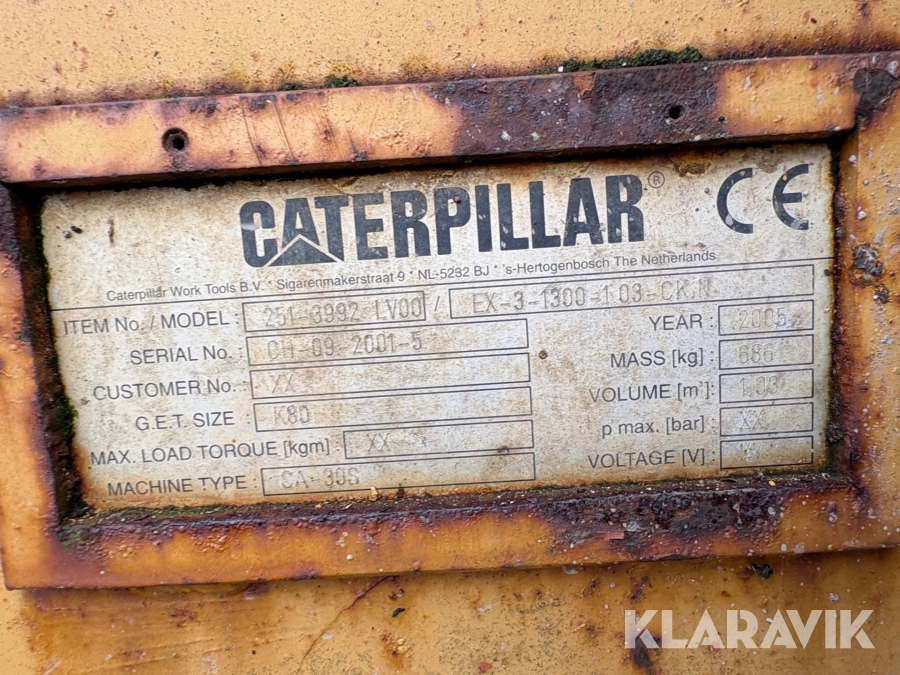 CATERPILLAR® CE
Caterpillar Work Tools B.V. * Sigarenmakerstraat 9 * NL-5232 BJ * 's-Hertogenbosch The Netherlands
ITEM No. / MODEL : 251-3992 LV00 / EX-3-1300-1.03-CK.N
SERIAL No. : CH-09-2001-5 YEAR : 2005
CUSTOMER No. : XX MASS [kg] : 686
G.E.T. SIZE : K80 VOLUME [m³] : 1.03
MAX. LOAD TORQUE [kgm] : XX p max. [bar] : XX
MACHINE TYPE : CA-30S VOLTAGE [V] :
KLARAVIK